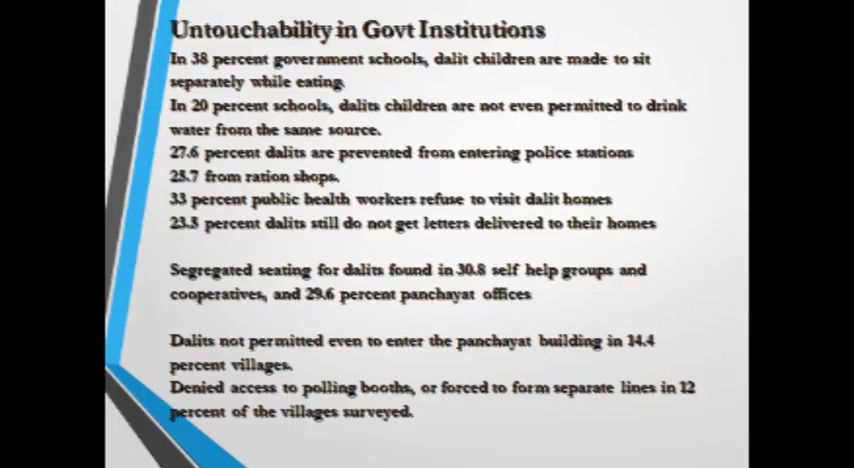 Untouchability in Govt Institutions
In 38 percent government schools, dalit children are made to sit
separately while eating.
In 20 percent schools, dalits children are not even permitted to drink
water from the same source.
27.6 percent dalits are prevented from entering police stations
25.7 from ration shops.
33 percent public health workers refuse to visit dalit homes
23.5 percent dalits still do not get letters delivered to their homes
Segregated seating for dalits found in 30.8 self help groups and
cooperatives, and 29.6 percent panchayat offices
Dalits not permitted even to enter the panchayat building in 14.4
percent villages.
Denied access to polling booths, or forced to form separate lines in 12
percent of the villages surveyed.